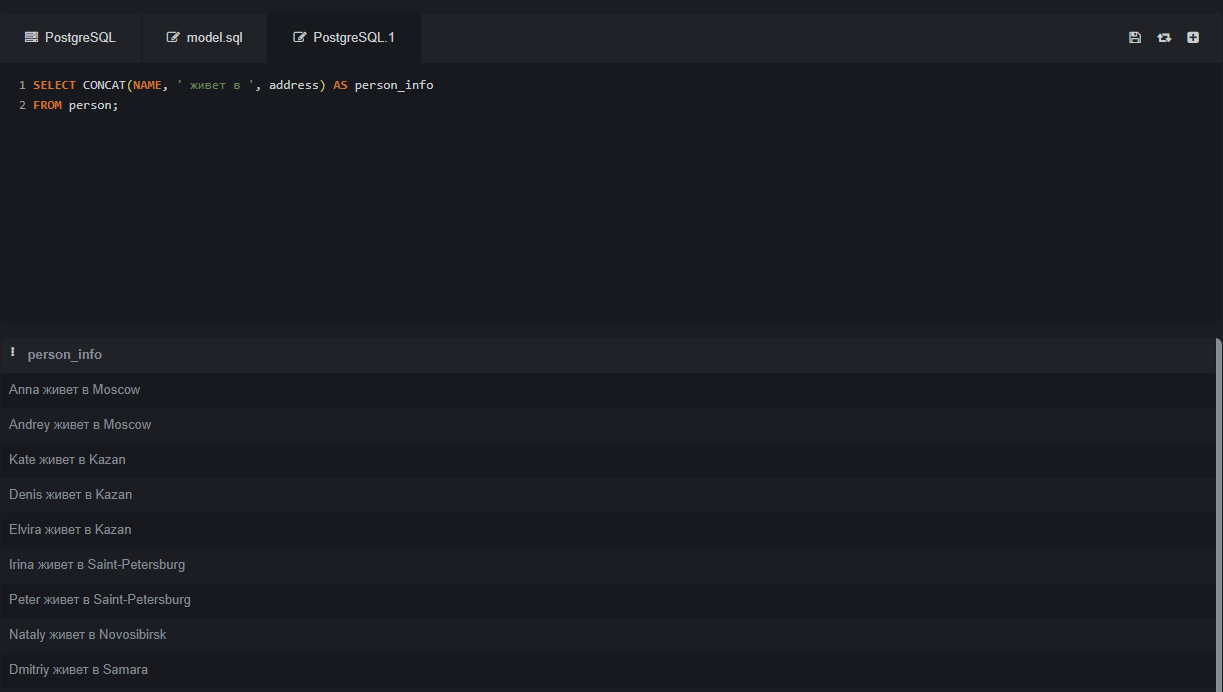 PostgreSQL
model.sql
PostgreSQL.1
1 SELECT CONCAT(NAME, ' живет в ', address) AS person_info
2 FROM person;
person_info
Anna живет в Moscow
Andrey живет в Moscow
Kate живет в Kazan
Denis живет в Kazan
Elvira живет в Kazan
Irina живет в Saint-Petersburg
Peter живет в Saint-Petersburg
Nataly живет в Novosibirsk
Dmitriy живет в Samara